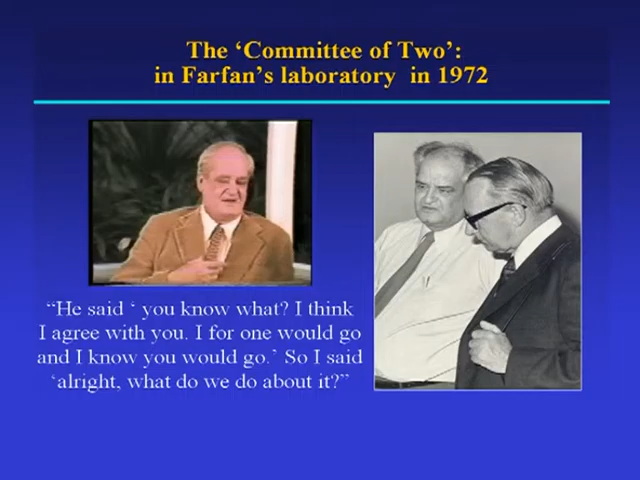 The ‘Committee of Two’:
in Farfan’s laboratory in 1972
“He said ‘ you know what? I think
I agree with you. I for one would go
and I know you would go.’ So I said
‘alright, what do we do about it?”